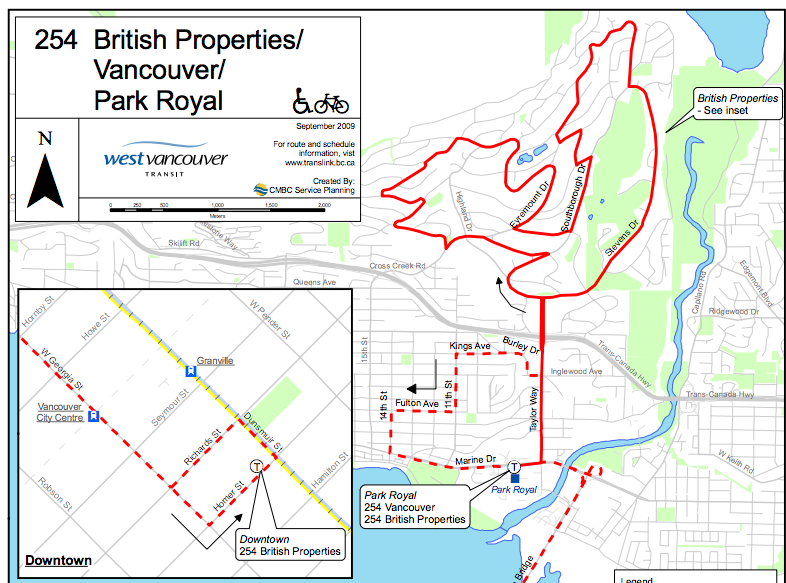 254 British Properties/
Vancouver/
Park Royal
September 2009
N
west vancouver
TRANSIT
For route and schedule
information, vist
www.translink.bc.ca
Created By:
CMBC Service Planning
0 250 500 1,000 1,500 2,000
Meters
British Properties
- See inset
Highland Dr
Eyremount Dr
Southborough Dr
Stevens Dr
Skilift Rd
Cross Creek Rd
Queens Ave
Capilano Rd
Edgemont Blvd
Ridgewood Dr
15th St
Kings Ave
Burley Dr
Trans-Canada Hwy
Inglewood Ave
Trans-Canada Hwy
14th St
Fulton Ave
11th St
Taylor Way
Marine Dr
W Keith Rd
Park Royal
Park Royal
254 Vancouver
254 British Properties
Bridge
Legend
Hornby St
Howe St
W Pender St
W Georgia St
Granville
Vancouver
City Centre
Seymour St
Dunsmuir St
Richards St
Hamilton St
Homer St
Robson St
Downtown
254 British Properties
Downtown